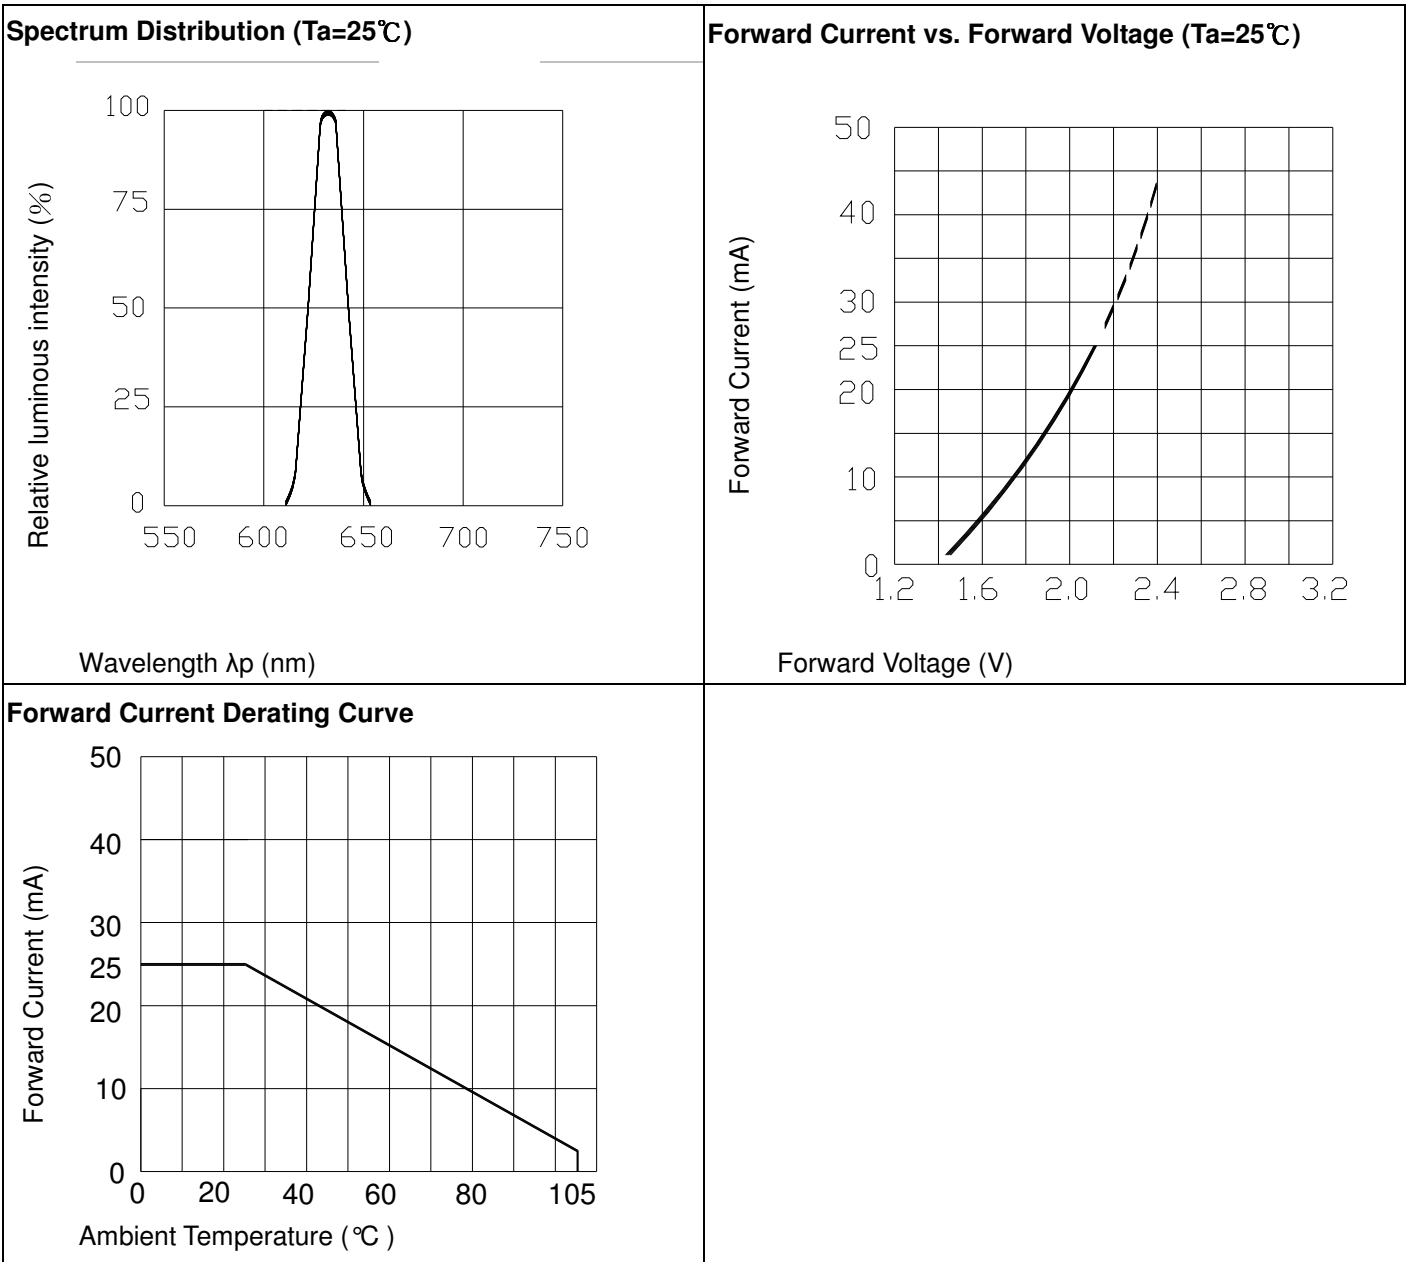 Spectrum Distribution (Ta=25℃)
100
75
50
25
0
550 600 650 700 750
Relative luminous intensity (%)
Wavelength λp (nm)
Forward Current vs. Forward Voltage (Ta=25℃)
50
40
30
25
20
10
0
1.2 1.6 2.0 2.4 2.8 3.2
Forward Current (mA)
Forward Voltage (V)
Forward Current Derating Curve
50
40
30
25
20
10
0
0 20 40 60 80 105
Forward Current (mA)
Ambient Temperature ( ℃ )